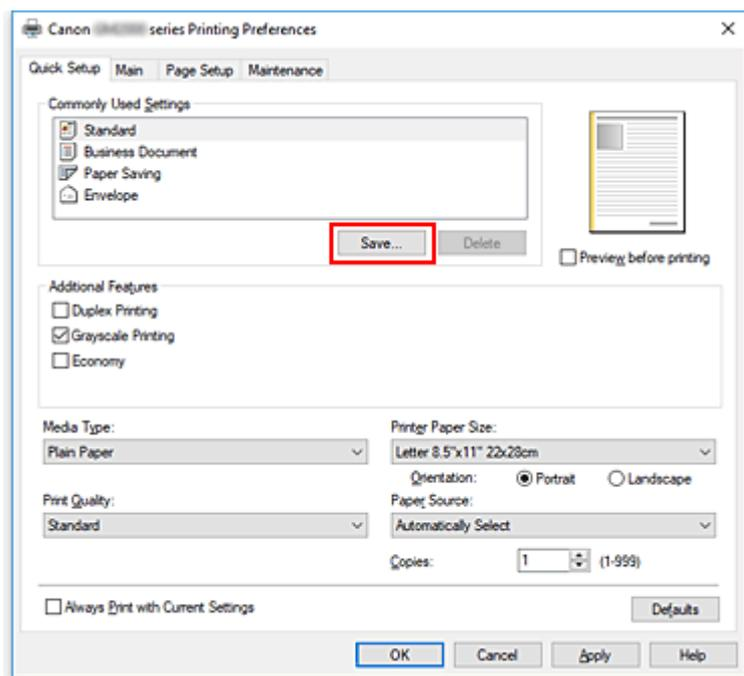 Canon series Printing Preferences
Quick Setup Main Page Setup Maintenance
Commonly Used Settings
Standard
Business Document
Paper Saving
Envelope
Save... Delete
Preview before printing
Additional Features
Duplex Printing
Grayscale Printing
Economy
Media Type:
Plain Paper
Printer Paper Size:
Letter 8.5"x11" 22x28cm
Orientation: Portrait Landscape
Print Quality:
Standard
Paper Source:
Automatically Select
Copies: 1 (1-999)
Always Print with Current Settings Defaults
OK Cancel Apply Help